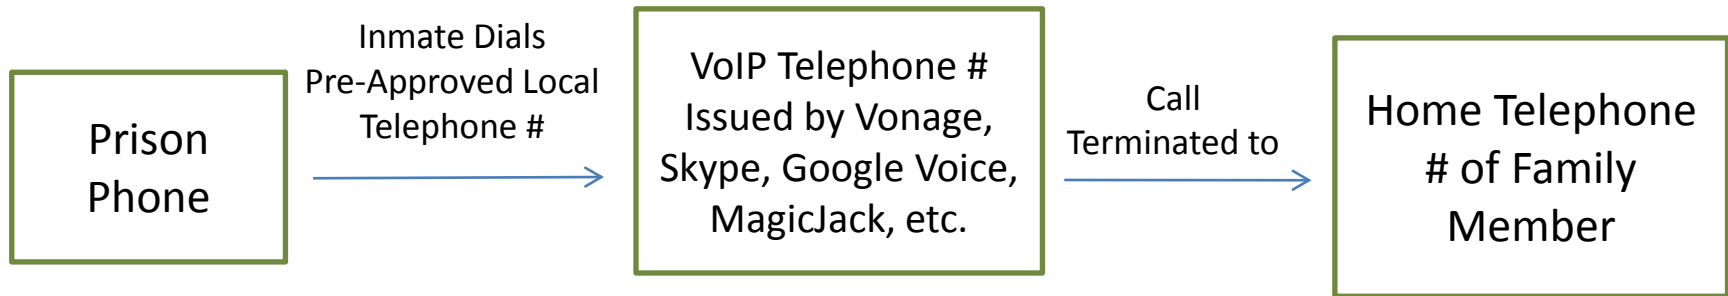 Prison
Phone
Inmate Dials
Pre-Approved Local
Telephone #
VoIP Telephone #
Issued by Vonage,
Skype, Google Voice,
MagicJack, etc.
Call
Terminated to
Home Telephone
# of Family
Member